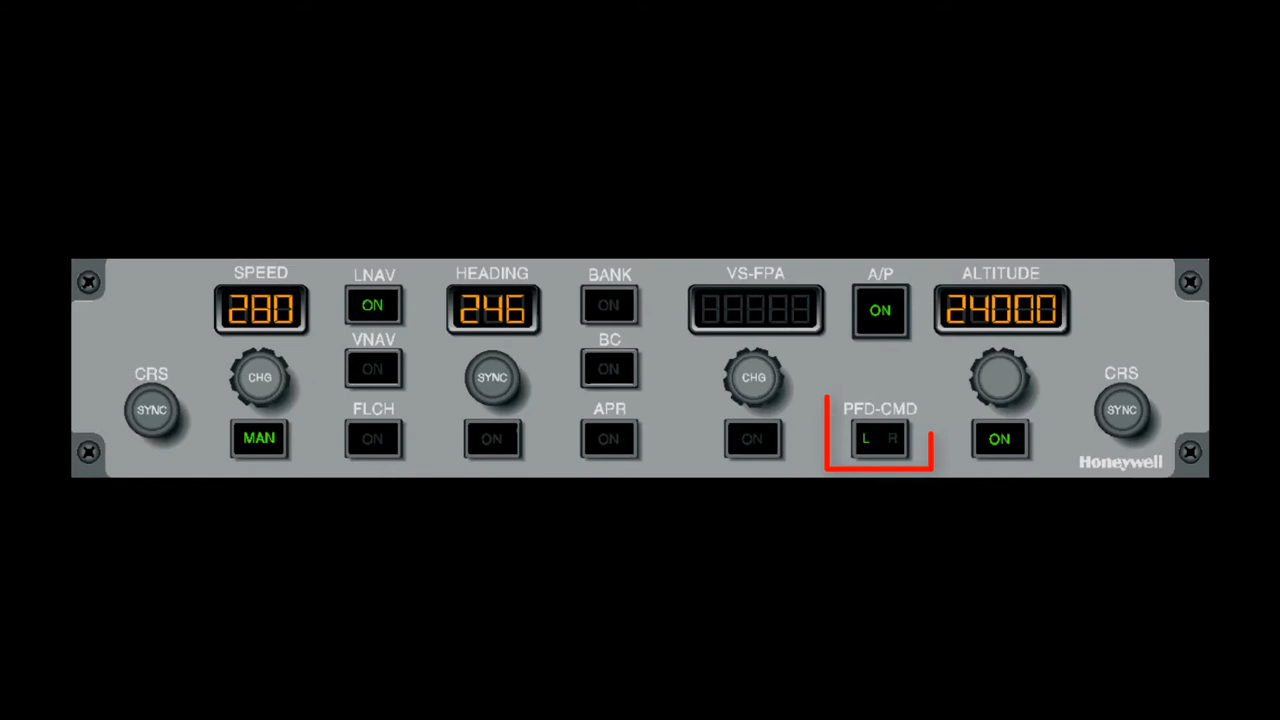 SPEED LNAV HEADING BANK VS-FPA A/P ALTITUDE
280 ON 246 ON ON 24000
VNAV BC
CHG ON SYNC ON CHG
CRS CRS
SYNC FLCH APR PFD-CMD SYNC
MAN ON ON ON ON L R ON
Honeywell